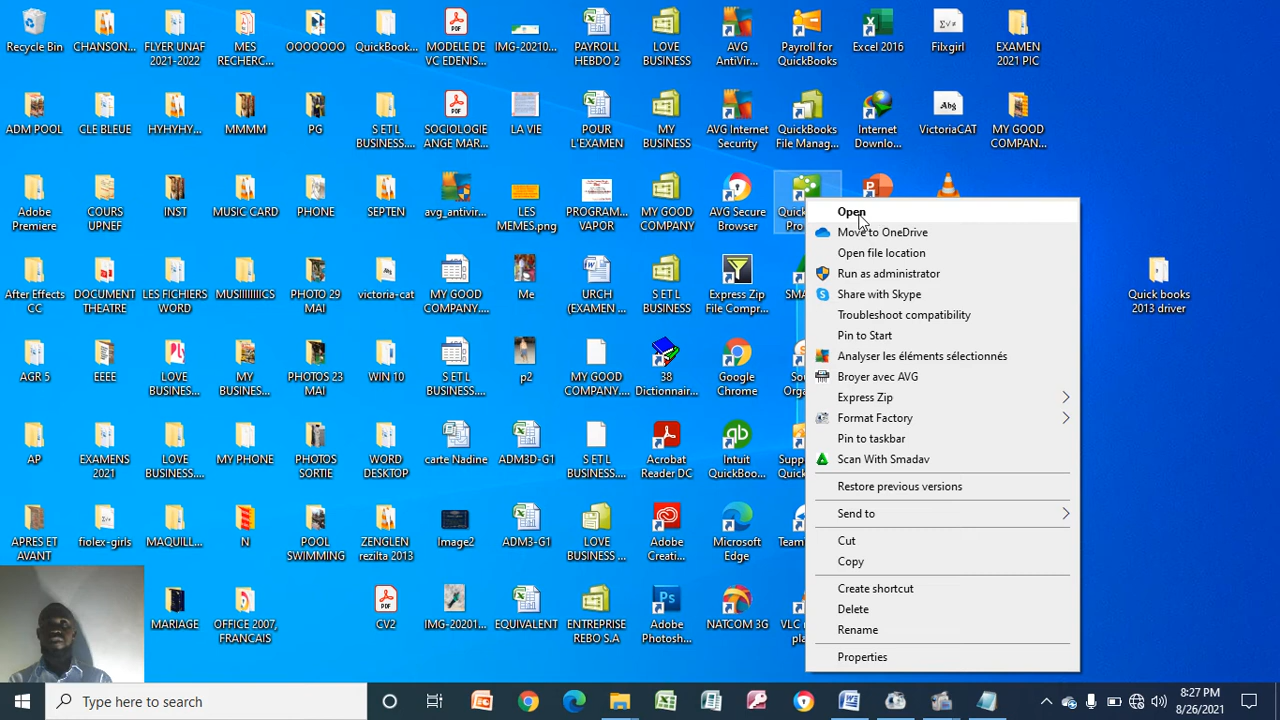 Recycle Bin
CHANSON...
FLYER UNAF
2021-2022
MES
RECHERC...
OOOOOOO
QuickBook...
MODELE DE
VC EDENIS...
IMG-20210...
PAYROLL
HEBDO 2
LOVE
BUSINESS
AVG
AntiVir...
Payroll for
QuickBooks
Excel 2016
Filxgirl
EXAMEN
2021 PIC
ADM POOL
CLE BLEUE
HYHYHY...
MMMM
PG
S ET L
BUSINESS....
SOCIOLOGIE
ANGE MAR...
LA VIE
POUR
L'EXAMEN
MY
BUSINESS
AVG Internet
Security
QuickBooks
File Manag...
Internet
Downlo...
VictoriaCAT
MY GOOD
COMPAN...
Adobe
Premiere
COURS
UPNEF
INST
MUSIC CARD
PHONE
SEPTEN
avg_antivir...
LES
MEMES.png
PROGRAM...
VAPOR
MY GOOD
COMPANY
AVG Secure
Browser
After Effects
CC
DOCUMENT
THEATRE
LES FICHIERS
WORD
MUSIIIIIIICS
PHOTO 29
MAI
victoria-cat
MY GOOD
COMPANY....
Me
URCH
(EXAMEN ...
S ET L
BUSINESS
Express Zip
File Compr...
Quick books
2013 driver
AGR 5
EEEE
LOVE
BUSINES...
MY
BUSINES...
PHOTOS 23
MAI
WIN 10
S ET L
BUSINESS....
p2
MY GOOD
COMPANY....
38
Dictionnair...
Google
Chrome
AP
EXAMENS
2021
LOVE
BUSINESS....
MY PHONE
PHOTOS
SORTIE
WORD
DESKTOP
carte Nadine
ADM3D-G1
S ET L
BUSINESS....
Acrobat
Reader DC
Intuit
QuickBoo...
APRES ET
AVANT
fiolex-girls
MAQUILL...
N
POOL
SWIMMING
ZENGLEN
rezilta 2013
Image2
ADM3-G1
LOVE
BUSINESS ...
Adobe
Creati...
Microsoft
Edge
MARIAGE
OFFICE 2007,
FRANCAIS
CV2
IMG-20201...
EQUIVALENT
ENTREPRISE
REBO S.A
Adobe
Photosh...
NATCOM 3G
Open
Move to OneDrive
Open file location
Run as administrator
Share with Skype
Troubleshoot compatibility
Pin to Start
Analyser les éléments sélectionnés
Broyer avec AVG
Express Zip
Format Factory
Pin to taskbar
Scan With Smadav
Restore previous versions
Send to
Cut
Copy
Create shortcut
Delete
Rename
Properties
Type here to search
8:27 PM
8/26/2021